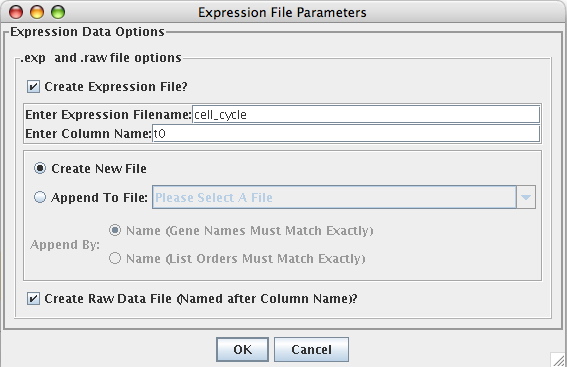 Expression File Parameters
Expression Data Options
.exp and .raw file options
Create Expression File?
Enter Expression Filename: cell_cycle
Enter Column Name: t0
Create New File
Append To File: Please Select A File
Name (Gene Names Must Match Exactly)
Append By:
Name (List Orders Must Match Exactly)
Create Raw Data File (Named after Column Name)?
OK Cancel